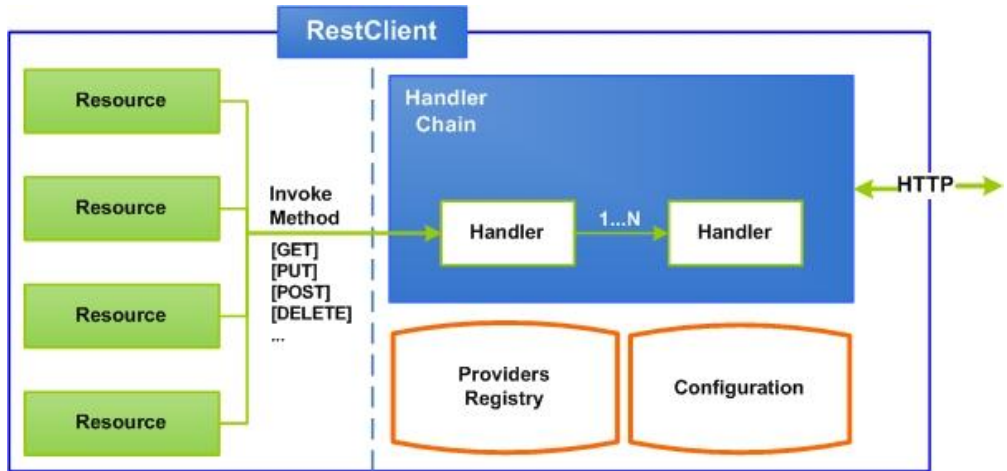 RestClient
Resource
Resource
Resource
Resource
Invoke
Method
[GET]
[PUT]
[POST]
[DELETE]
...
Handler
Chain
Handler
1...N
Handler
HTTP
Providers
Registry
Configuration